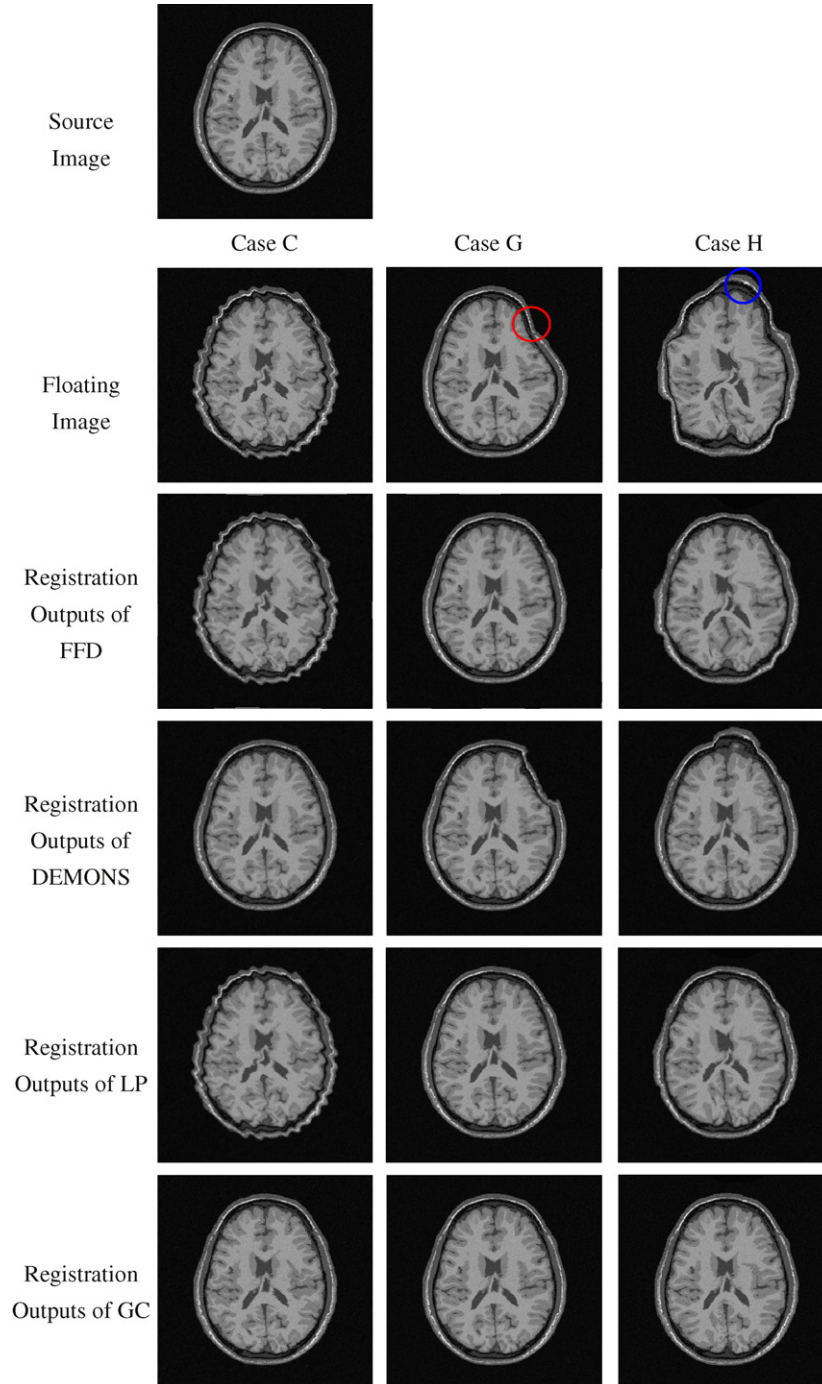 Source
Image
Case C
Case G
Case H
Floating
Image
Registration
Outputs of
FFD
Registration
Outputs of
DEMONS
Registration
Outputs of LP
Registration
Outputs of GC